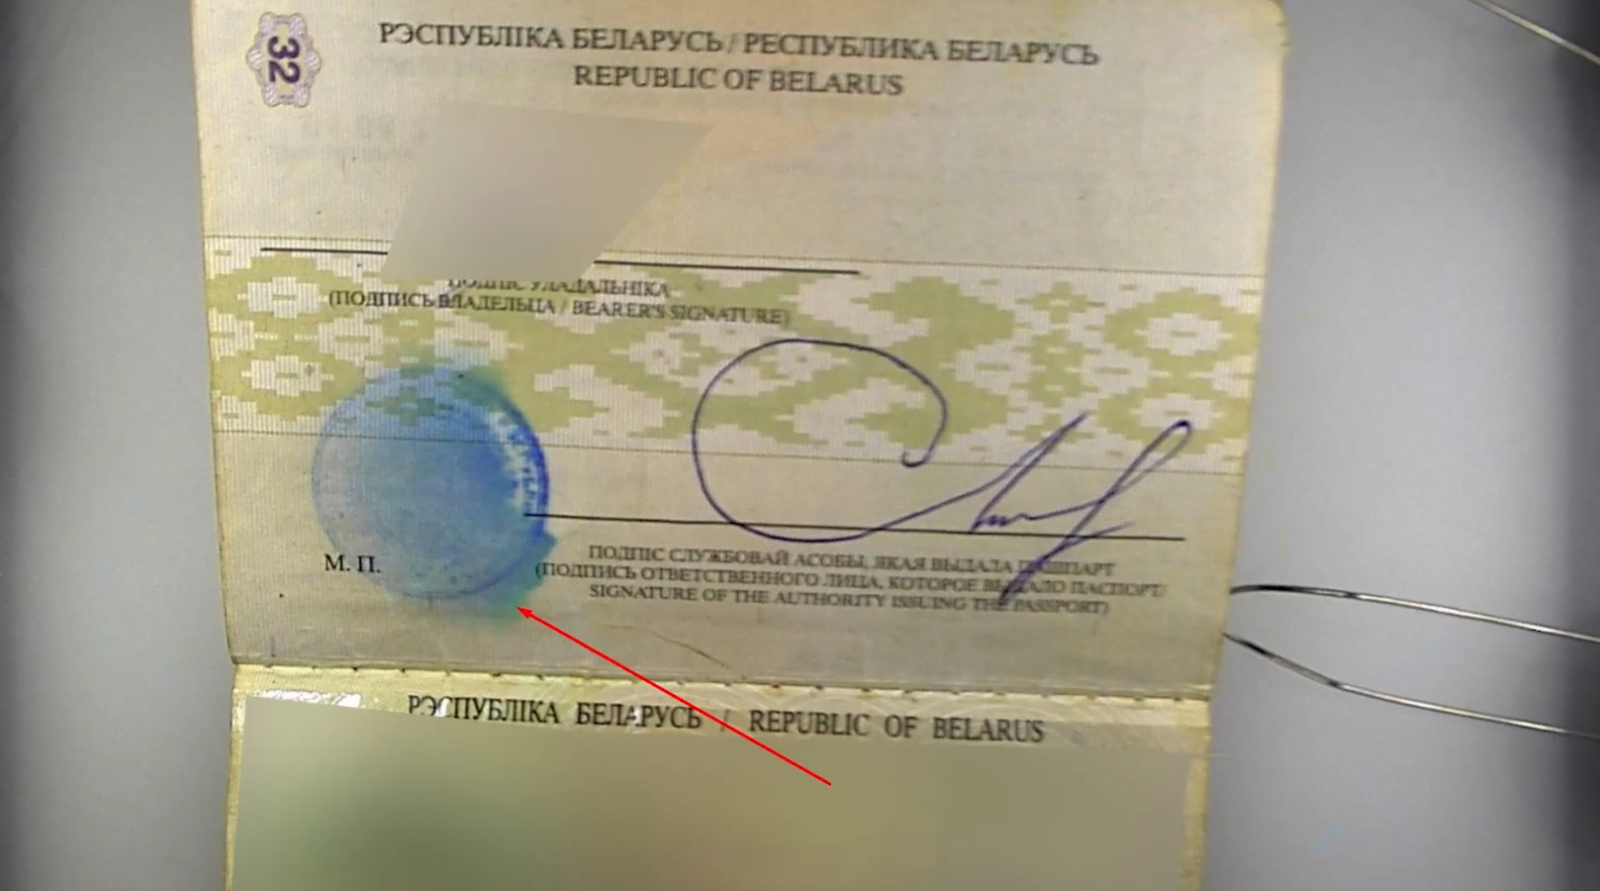 32
РЭСПУБЛІКА БЕЛАРУСЬ / РЕСПУБЛИКА БЕЛАРУСЬ
REPUBLIC OF BELARUS
ПОДПІС УЛАДАЛЬНІКА
(ПОДПИСЬ ВЛАДЕЛЬЦА / BEARER'S SIGNATURE)
М. П.
ПОДПІС СЛУЖБОВАЙ АСОБЫ, ЯКАЯ ВЫДАЛА ПАШПАРТ
(ПОДПИСЬ ОТВЕТСТВЕННОГО ЛИЦА, КОТОРОЕ ВЫДАЛО ПАСПОРТ/
SIGNATURE OF THE AUTHORITY ISSUING THE PASSPORT)
РЭСПУБЛІКА БЕЛАРУСЬ / REPUBLIC OF BELARUS